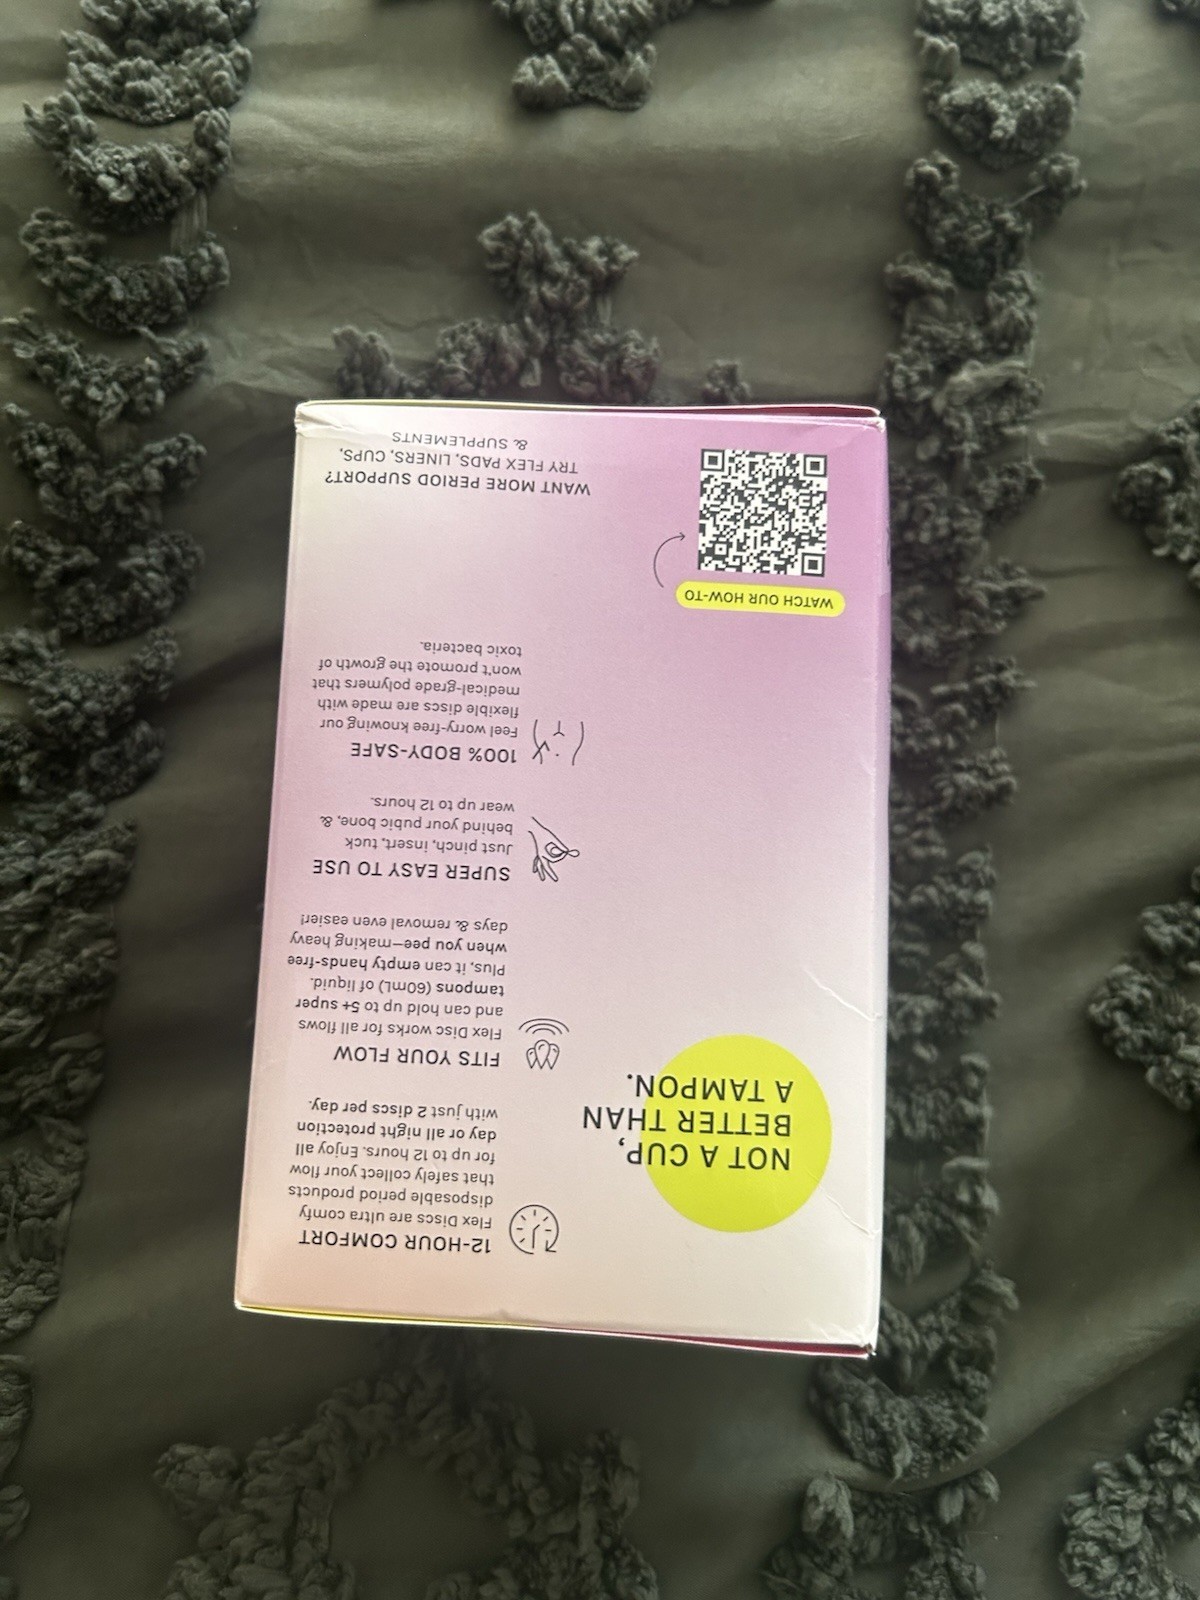 NOT A CUP,
BETTER THAN
A TAMPON.
12-HOUR COMFORT
Flex Discs are ultra comfy
disposable period products
that safely collect your flow
for up to 12 hours. Enjoy all
day or all night protection
with just 2 discs per day.
FITS YOUR FLOW
Flex Disc works for all flows
and can hold up to 5+ super
tampons (60mL) of liquid.
Plus, it can empty hands-free
when you pee—making heavy
days & removal even easier!
SUPER EASY TO USE
Just pinch, insert, tuck
behind your pubic bone, &
wear up to 12 hours.
100% BODY-SAFE
Feel worry-free knowing our
flexible discs are made with
medical-grade polymers that
won't promote the growth of
toxic bacteria.
WATCH OUR HOW-TO
WANT MORE PERIOD SUPPORT?
TRY FLEX PADS, LINERS, CUPS,
& SUPPLEMENTS